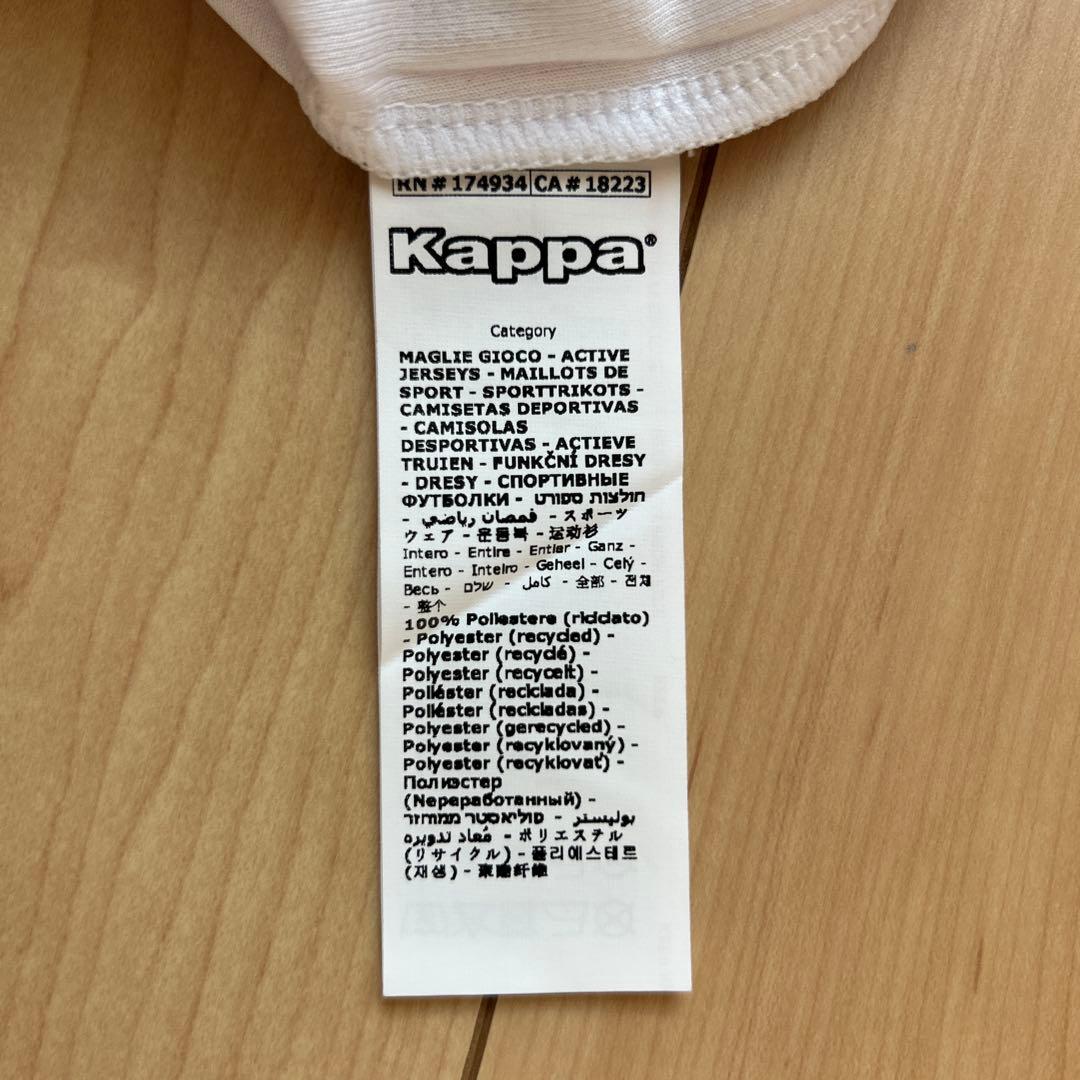 RN # 174934 CA # 18223
Kappa®
Category
MAGLIE GIOCO - ACTIVE
JERSEYS - MAILLOTS DE
SPORT - SPORTTRIKOTS -
CAMISETAS DEPORTIVAS
- CAMISOLAS
DESPORTIVAS - ACTIEVE
TRUIEN - FUNKČNÍ DRESY
- DRESY - СПОРТИВНЫЕ
ФУТБОЛКИ - חולצות ספורט
- قمصان رياضي - スポーツ
ウェア - 운동복 - 运动衫
Intero - Entire - Entier - Ganz -
Entero - Inteiro - Geheel - Celý -
Весь - שלם - كامل - 全部 - 전체
- 整个
100% Poliestere (riciclato)
- Polyester (recycled) -
Polyester (recyclé) -
Polyester (recycelt) -
Poliéster (reciclada) -
Poliéster (recicladas) -
Polyester (gerecycled) -
Polyester (recyklovaný) -
Polyester (recyklovať) -
Полиэстер
(Nepepaбoтaнный) -
פוליאסטר ממוחזר - بوليستر
مُعاد تدويره - ポリエステル
(リサイクル) - 폴리에스테르
(재생) -